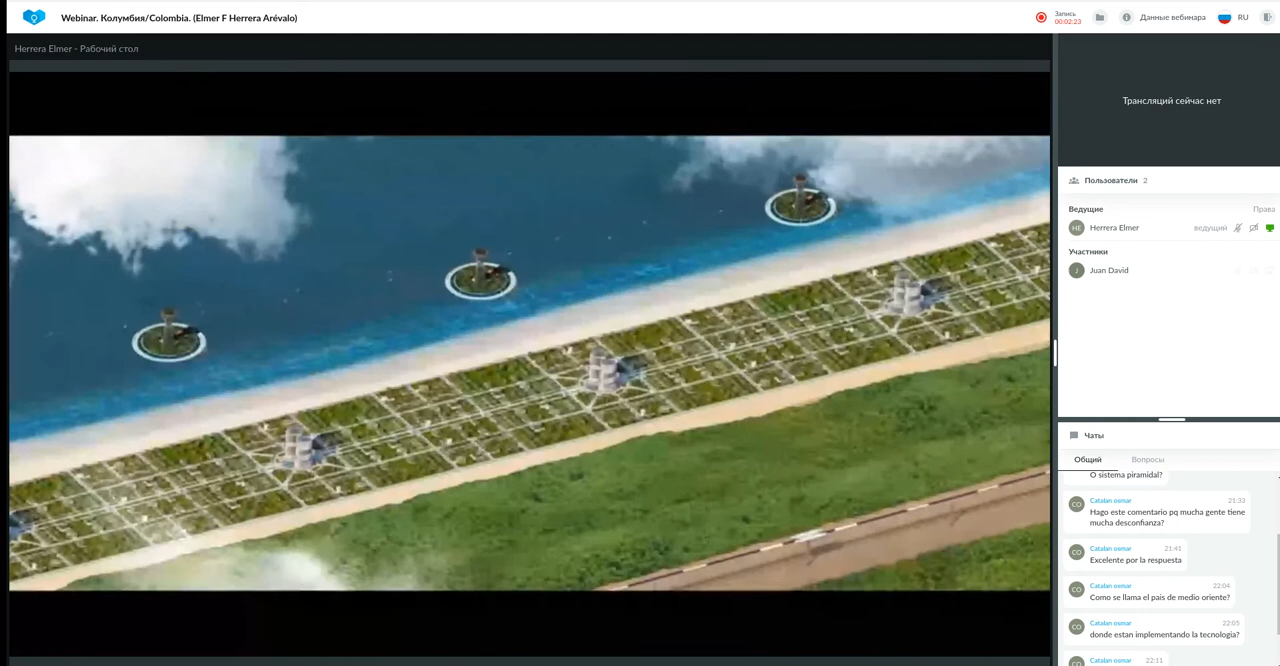 Webinar. Колумбия/Colombia. (Elmer F Herrera Arévalo)
Запись
00:02:23
Данные вебинара
RU
Herrera Elmer - Рабочий стол
Трансляций сейчас нет
Пользователи 2
Ведущие Права
HE Herrera Elmer ведущий
Участники
J Juan David
Чаты
Общий Вопросы
O sistema piramidal?
CO Catalan osmar 21:33
Hago este comentario pq mucha gente tiene
mucha desconfianza?
CO Catalan osmar 21:41
Excelente por la respuesta
CO Catalan osmar 22:04
Como se llama el pais de medio oriente?
CO Catalan osmar 22:05
donde estan implementando la tecnologia?
CO Catalan osmar 22:11